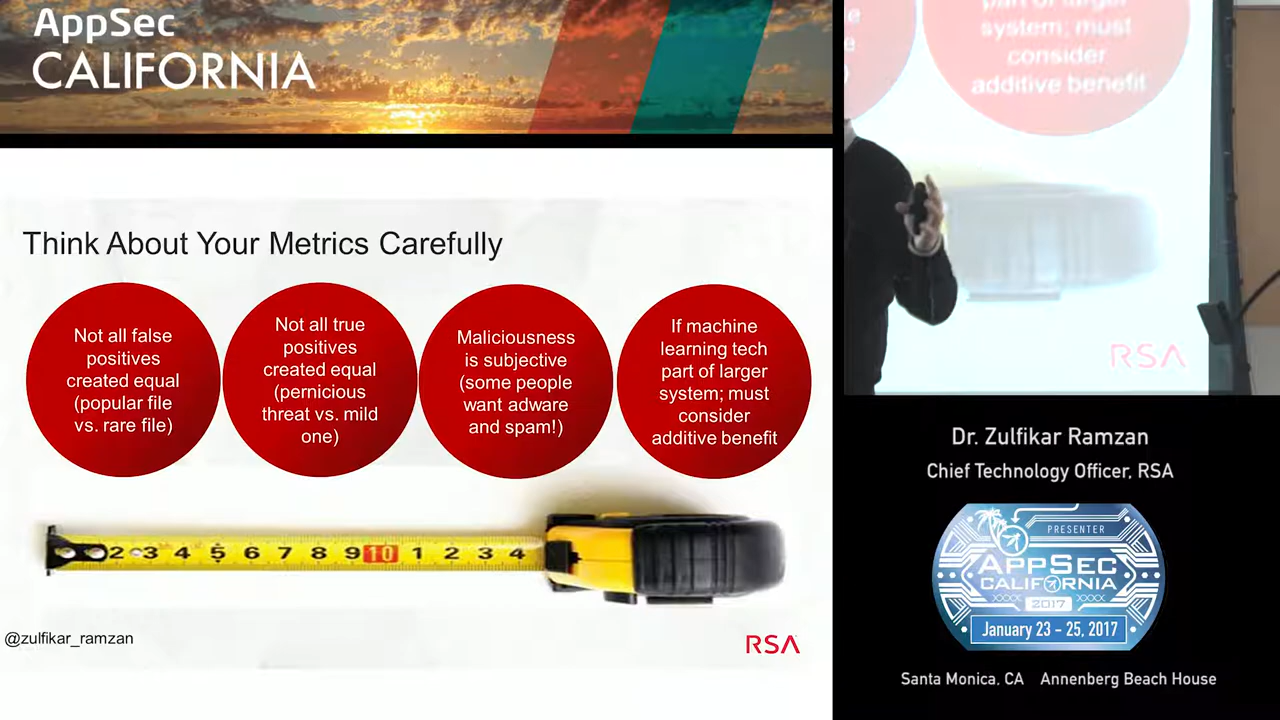 AppSec
CALIFORNIA
Think About Your Metrics Carefully
Not all false
positives
created equal
(popular file
vs. rare file)
Not all true
positives
created equal
(pernicious
threat vs. mild
one)
Maliciousness
is subjective
(some people
want adware
and spam!)
If machine
learning tech
part of larger
system; must
consider
additive benefit
2 3 4 5 6 7 8 9 10 1 2 3 4
@zulfikar_ramzan
RSA
part of larger
system; must
consider
additive benefit
e
e
)
RSA
Dr. Zulfikar Ramzan
Chief Technology Officer, RSA
PRESENTER
APPSEC
CALIFORNIA
2017
January 23 - 25, 2017
Santa Monica, CA Annenberg Beach House